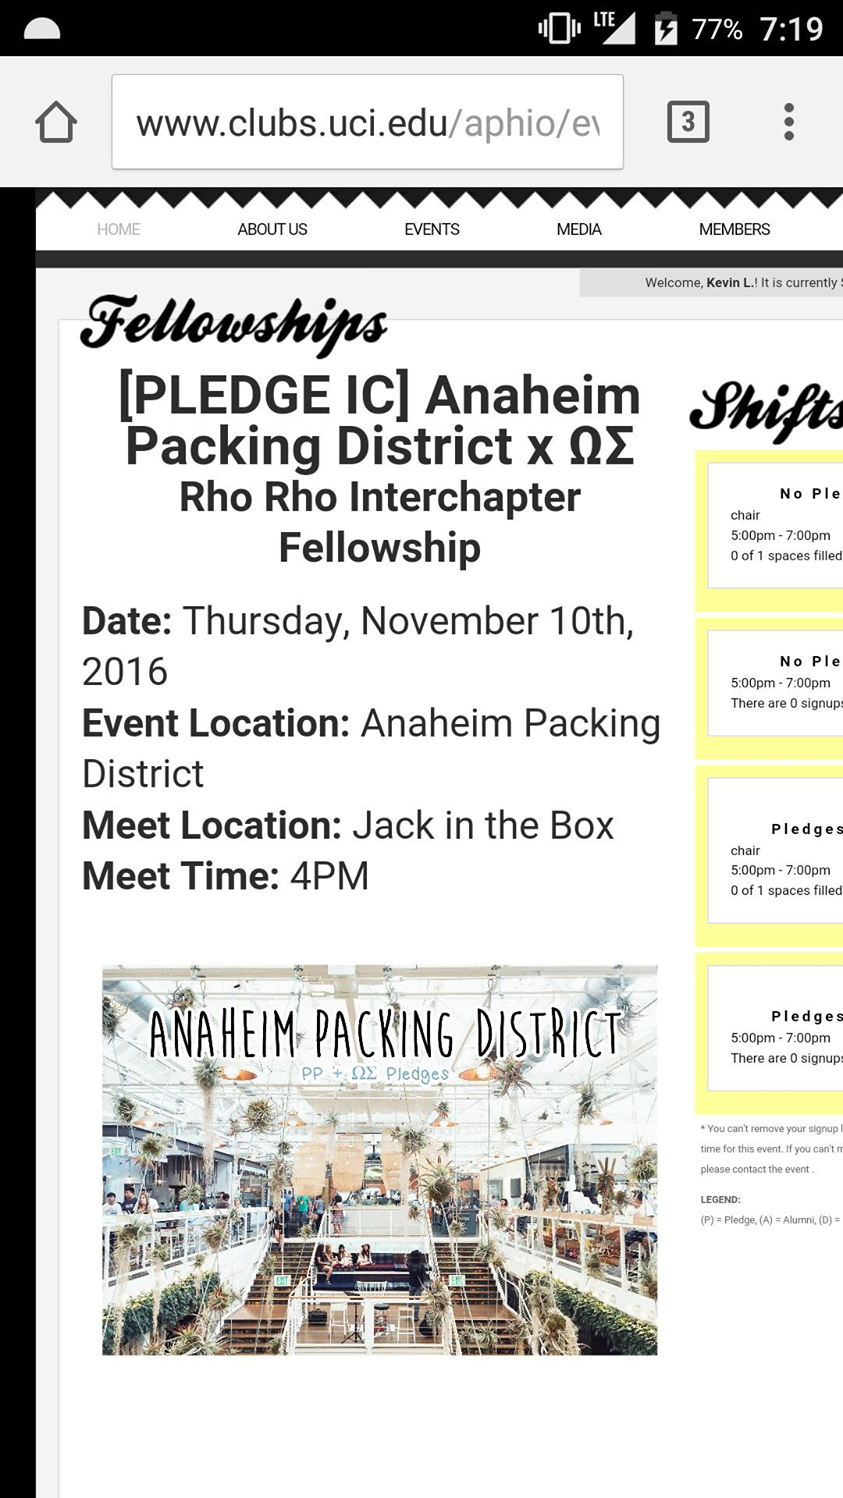 LTE 77% 7:19
www.clubs.uci.edu/aphio/ev
3
HOME ABOUT US EVENTS MEDIA MEMBERS
Welcome, Kevin L.! It is currently S
Fellowships
[PLEDGE IC] Anaheim
Packing District x ΩΣ
Rho Rho Interchapter
Fellowship
Date: Thursday, November 10th,
2016
Event Location: Anaheim Packing
District
Meet Location: Jack in the Box
Meet Time: 4PM
ANAHEIM PACKING DISTRICT
PP + ΩΣ Pledges
EXIT
EXIT
EXIT
Shifts
No Ple
chair
5:00pm - 7:00pm
0 of 1 spaces filled
No Ple
5:00pm - 7:00pm
There are 0 signups
Pledges
chair
5:00pm - 7:00pm
0 of 1 spaces filled
Pledges
5:00pm - 7:00pm
There are 0 signups
* You can't remove your signup l
time for this event. If you can't m
please contact the event .
LEGEND:
(P) = Pledge, (A) = Alumni, (D) =